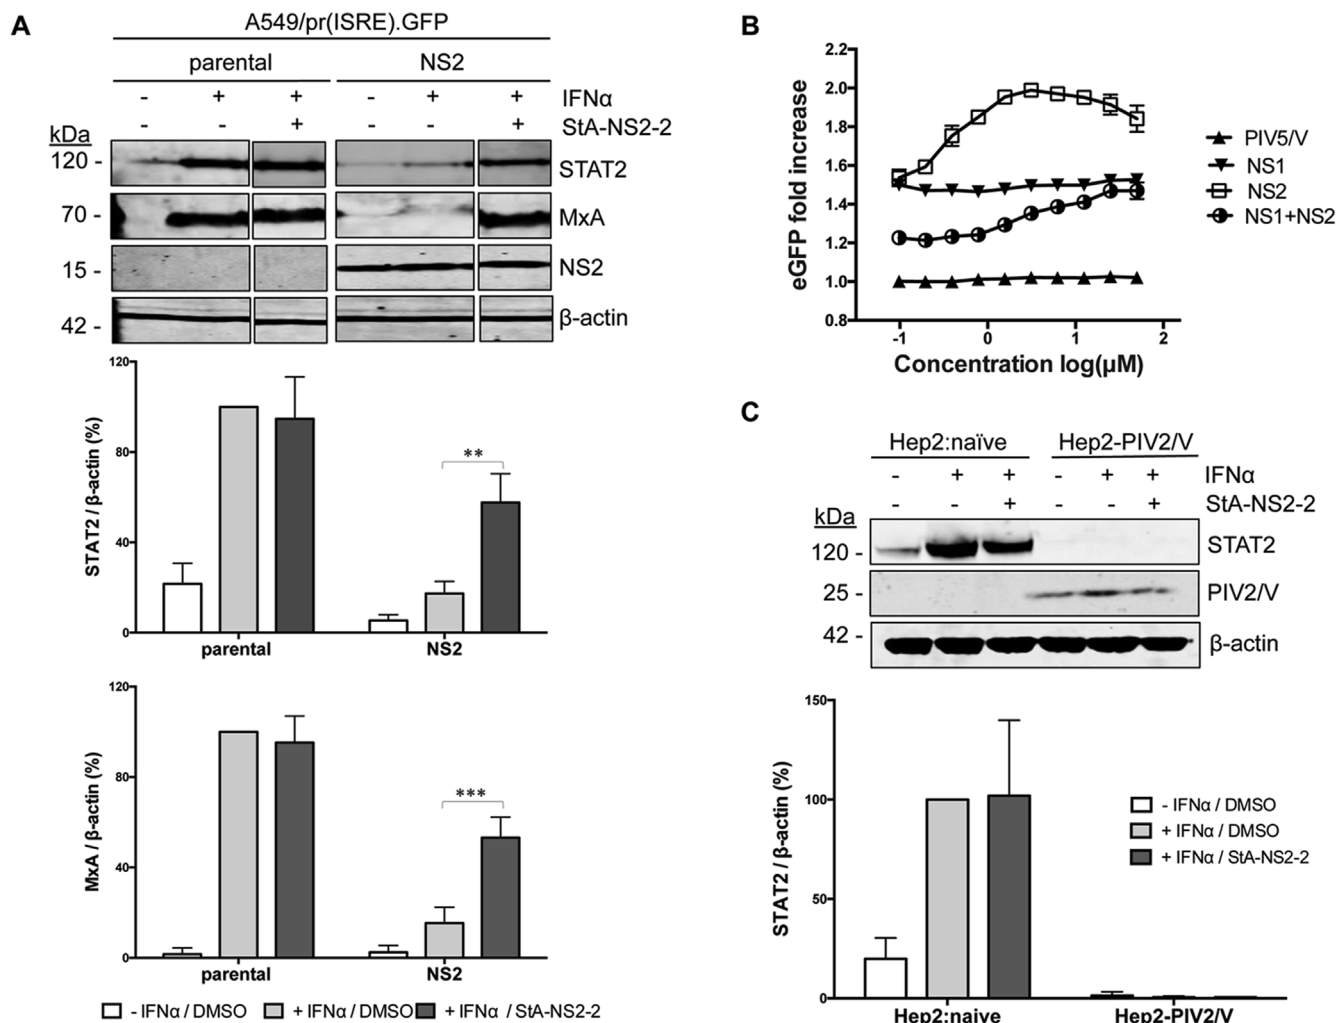 A
A549/pr(ISRE).GFP
parental NS2
- + + - + + IFNα
- - + - - + StA-NS2-2
kDa
120 - STAT2
70 - MxA
15 - NS2
42 - β-actin
STAT2 / β-actin (%)
120
80
40
0
**
parental NS2
MxA / β-actin (%)
120
80
40
0
***
parental NS2
- IFNα / DMSO + IFNα / DMSO + IFNα / StA-NS2-2
B
eGFP fold increase
2.2
2.0
1.8
1.6
1.4
1.2
1.0
0.8
-1 0 1 2
Concentration log(μM)
PIV5/V
NS1
NS2
NS1+NS2
C
Hep2:naïve Hep2-PIV2/V
- + + - + + IFNα
- - + - - + StA-NS2-2
kDa
120 - STAT2
25 - PIV2/V
42 - β-actin
STAT2 / β-actin (%)
150
100
50
0
- IFNα / DMSO
+ IFNα / DMSO
+ IFNα / StA-NS2-2
Hep2:naive Hep2-PIV2/V